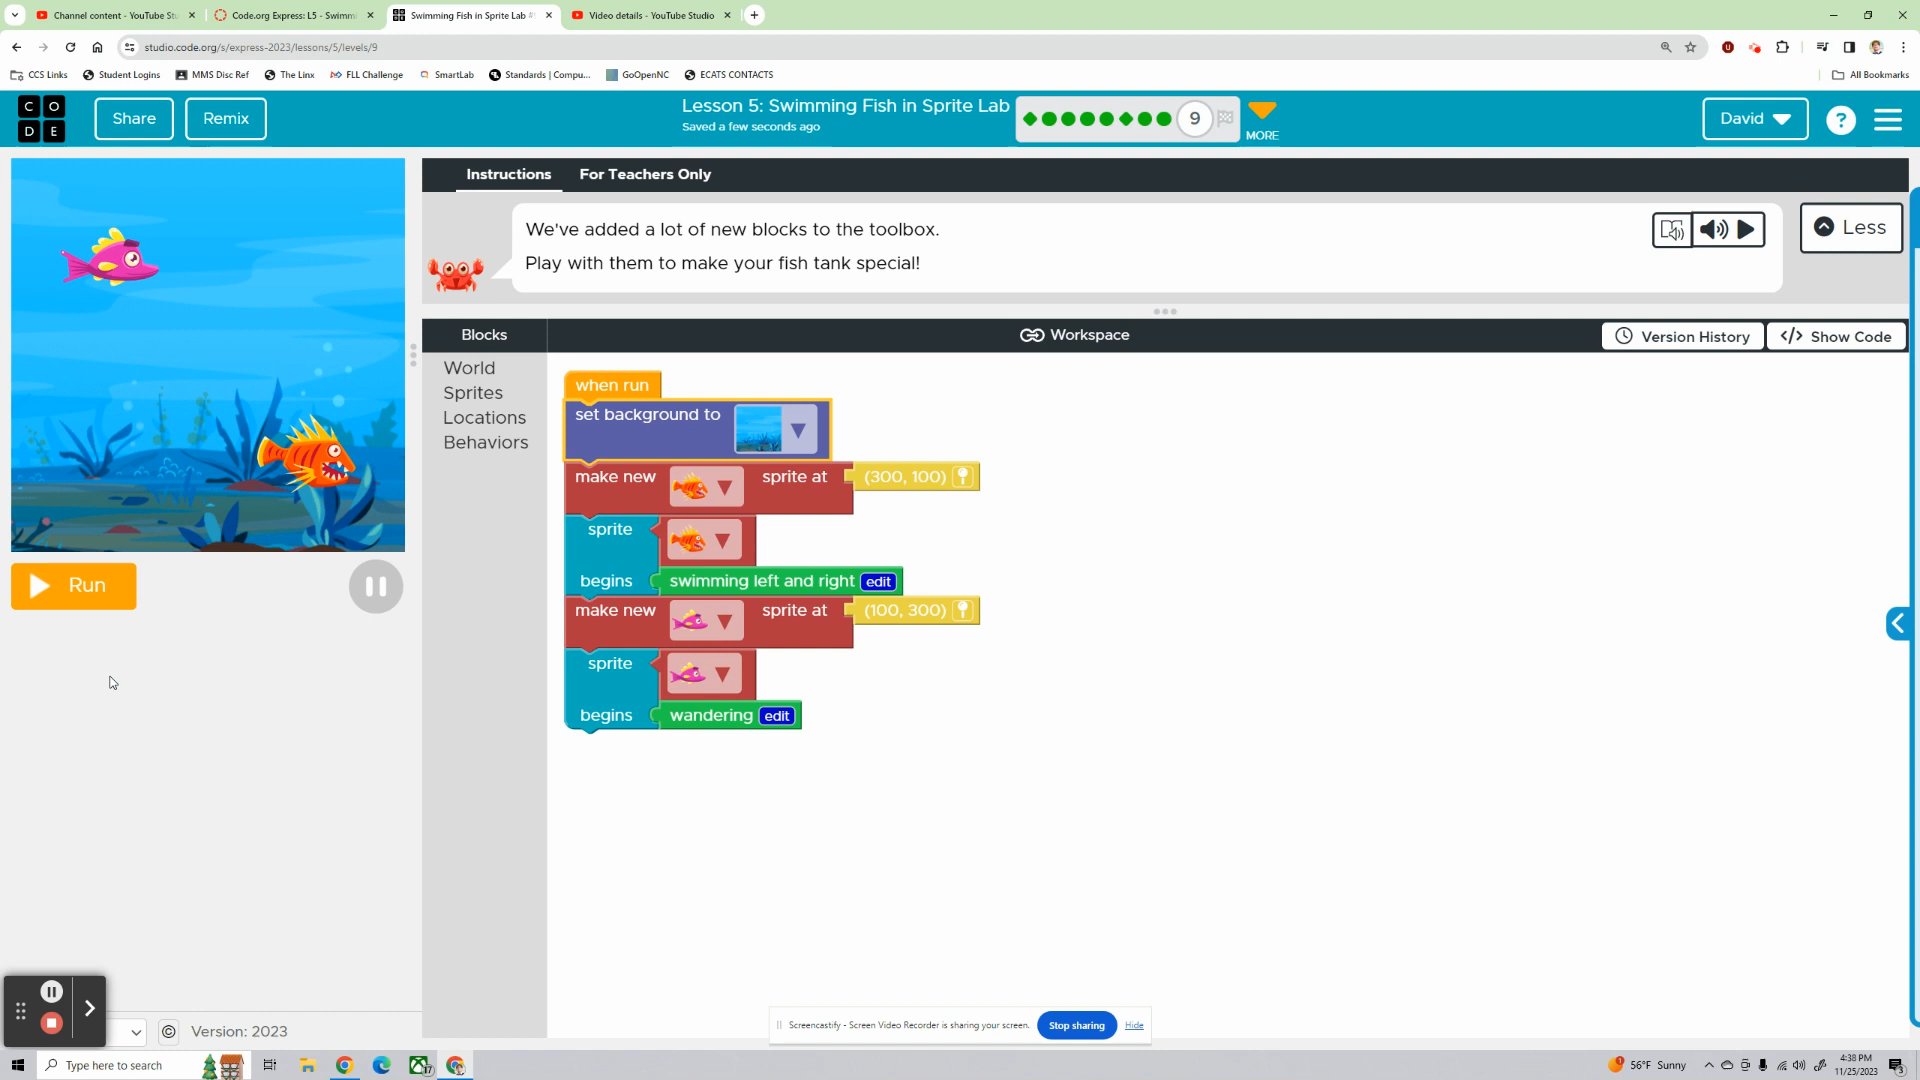 Channel content - YouTube Stu
Code.org Express: L5 - Swimmi
Swimming Fish in Sprite Lab #
Video details - YouTube Studio
studio.code.org/s/express-2023/lessons/5/levels/9
CCS Links
Student Logins
MMS Disc Ref
The Linx
FLL Challenge
SmartLab
Standards | Compu...
GoOpenNC
ECATS CONTACTS
All Bookmarks
C O
D E
Share
Remix
Lesson 5: Swimming Fish in Sprite Lab
Saved a few seconds ago
9
MORE
David
?
Instructions
For Teachers Only
We've added a lot of new blocks to the toolbox.
Play with them to make your fish tank special!
Less
Blocks
Workspace
Version History
</> Show Code
World
Sprites
Locations
Behaviors
when run
set background to
make new sprite at (300, 100)
sprite
begins swimming left and right edit
make new sprite at (100, 300)
sprite
begins wandering edit
Run
© Version: 2023
Screencastify - Screen Video Recorder is sharing your screen.
Stop sharing
Hide
Type here to search
17
56°F Sunny
4:38 PM
11/25/2023
3